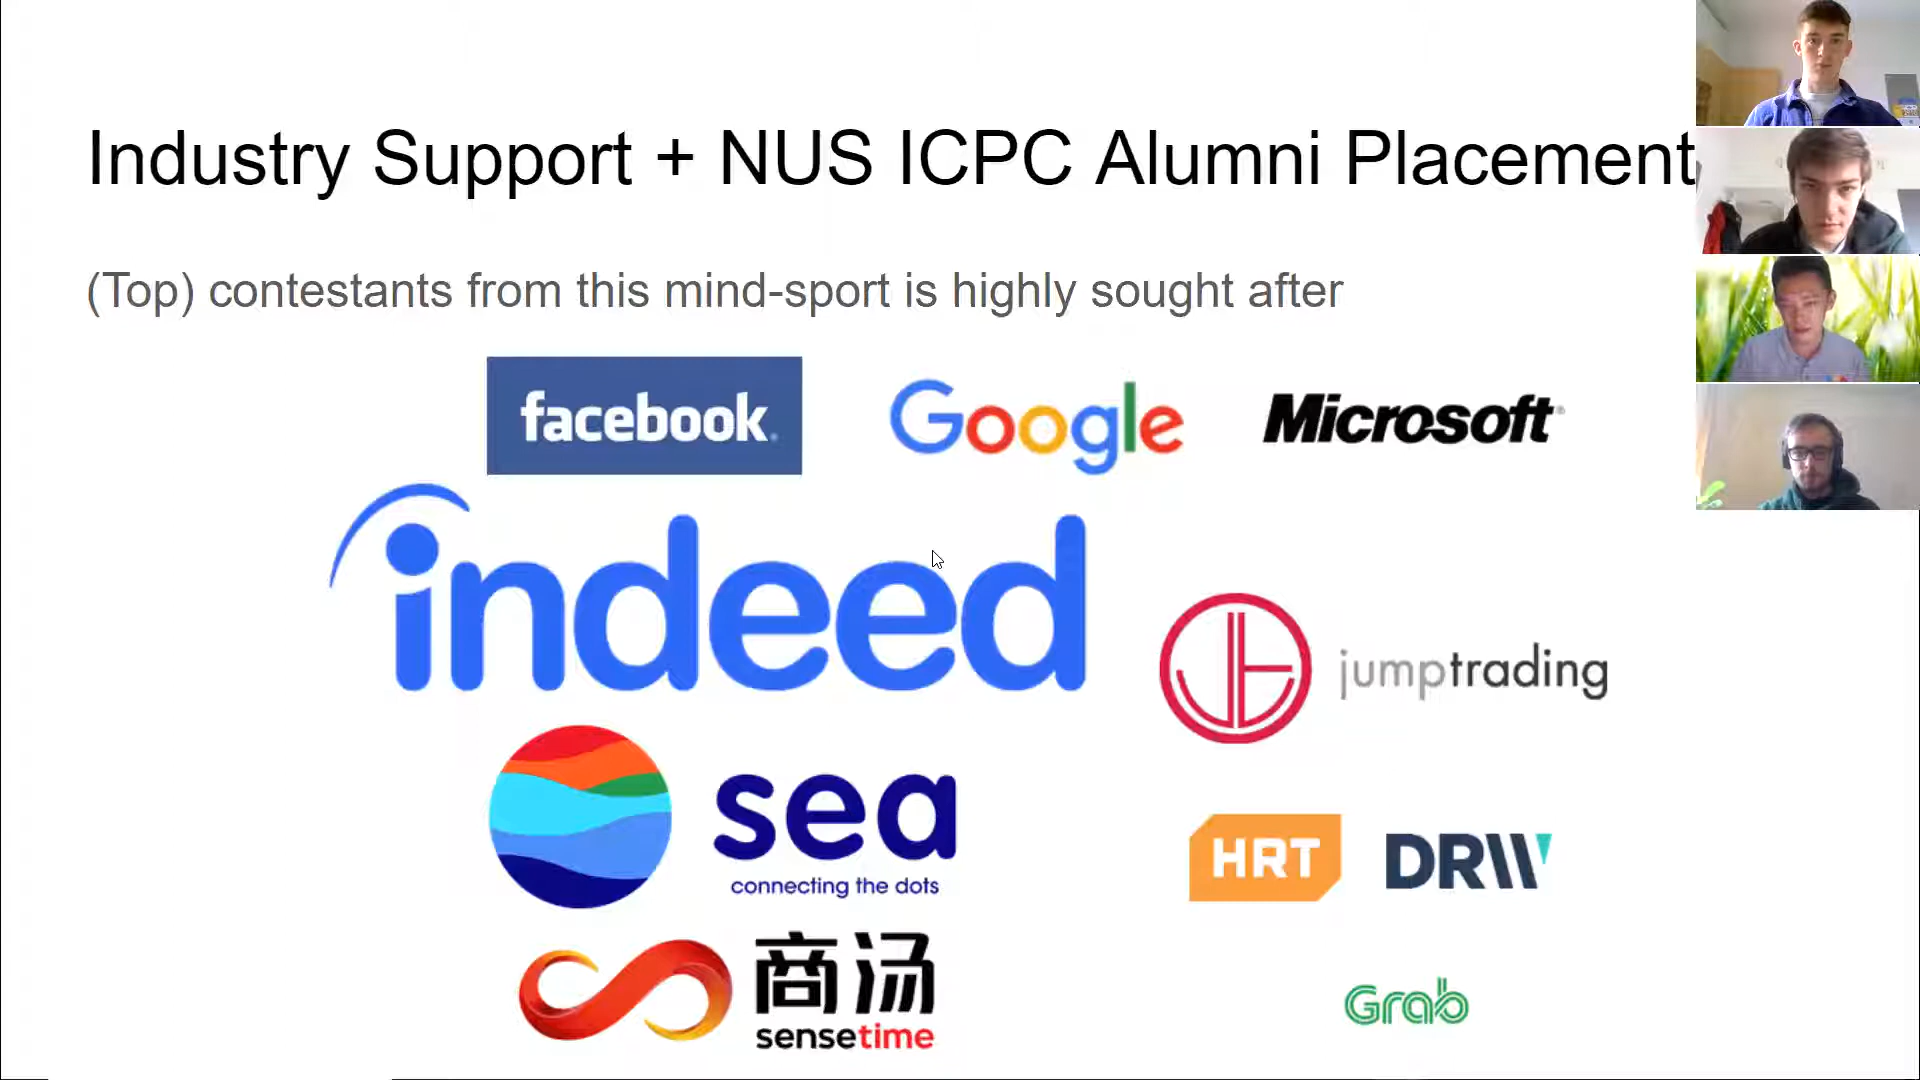 Industry Support + NUS ICPC Alumni Placement
(Top) contestants from this mind-sport is highly sought after
facebook
Google
Microsoft
indeed
jumptrading
sea
connecting the dots
HRT
DRW
商汤
sensetime
Grab